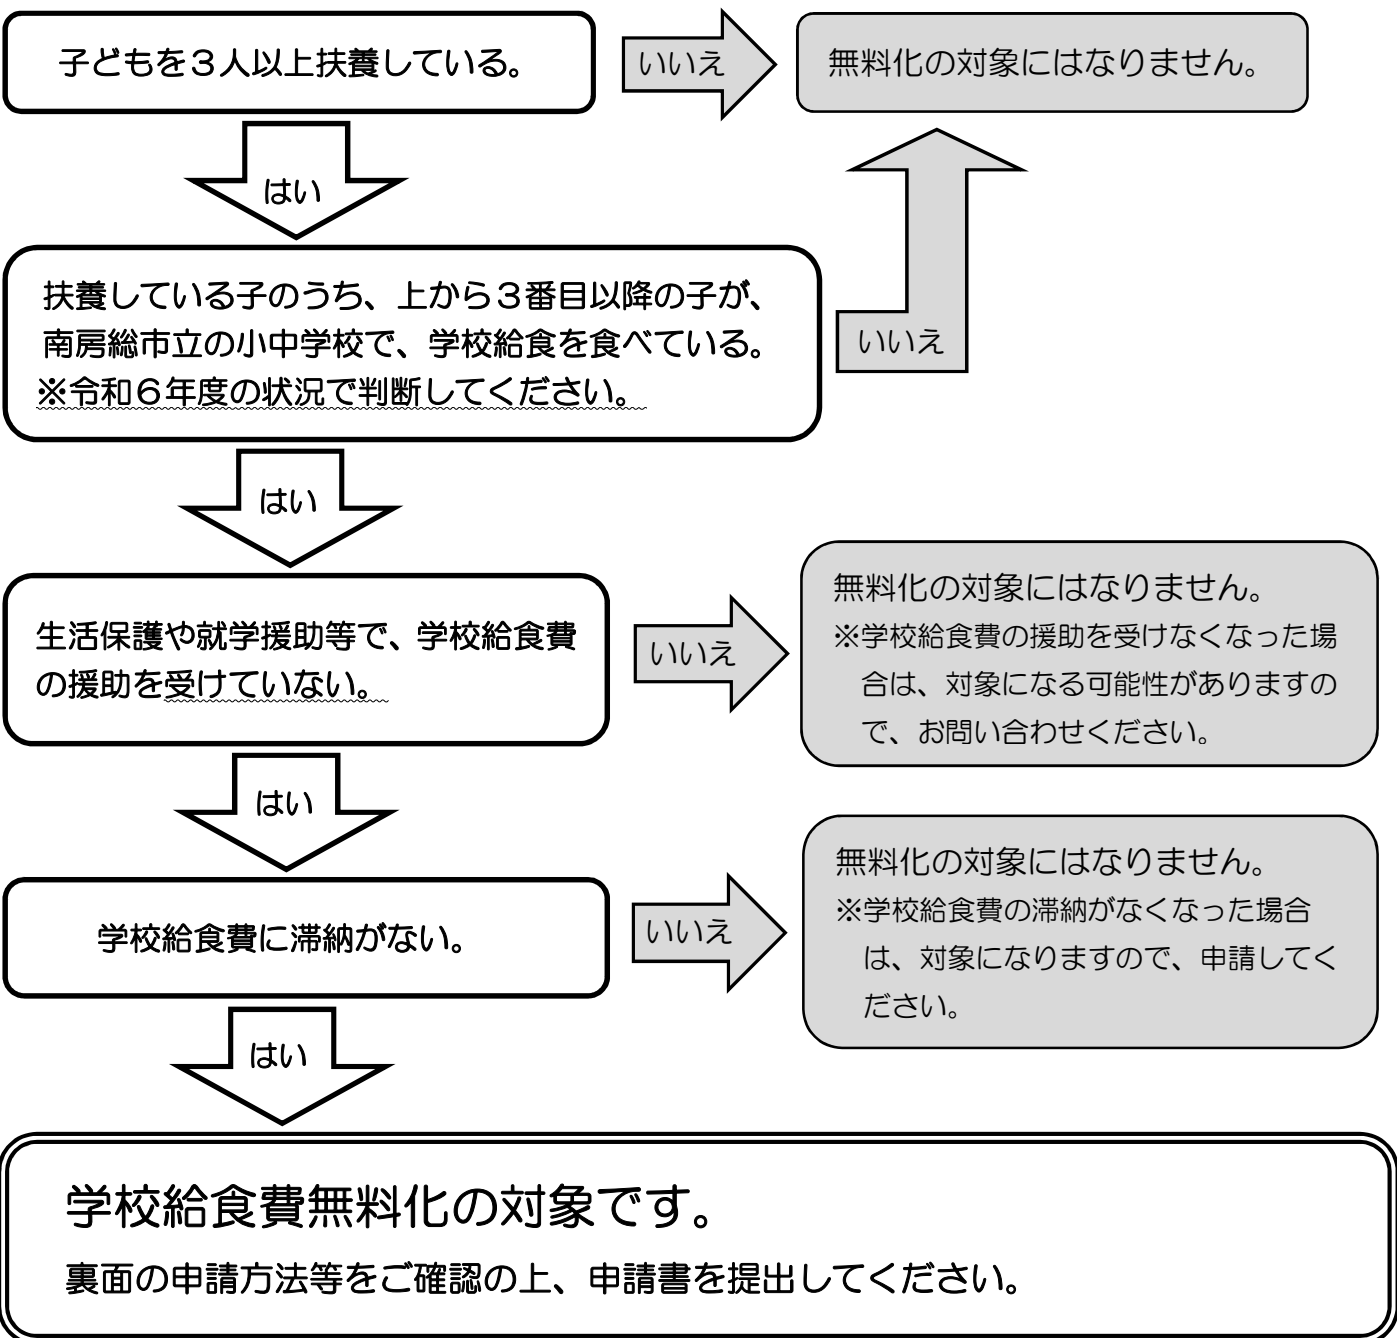 子どもを３人以上扶養している。
いいえ
無料化の対象にはなりません。
はい
扶養している子のうち、上から３番目以降の子が、
南房総市立の小中学校で、学校給食を食べている。
※令和６年度の状況で判断してください。
いいえ
はい
生活保護や就学援助等で、学校給食費
の援助を受けていない。
いいえ
無料化の対象にはなりません。
※学校給食費の援助を受けなくなった場
合は、対象になる可能性がありますの
で、お問い合わせください。
はい
学校給食費に滞納がない。
いいえ
無料化の対象にはなりません。
※学校給食費の滞納がなくなった場合
は、対象になりますので、申請してく
ださい。
はい
学校給食費無料化の対象です。
裏面の申請方法等をご確認の上、申請書を提出してください。